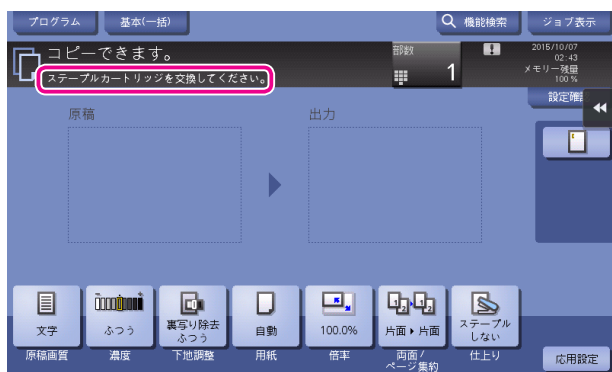 プログラム
基本(一括)
機能検索
ジョブ表示
コピーできます。
ステープルカートリッジを交換してください。
部数
1
2015/10/07
02:43
メモリー残量
100 %
設定確認
原稿
出力
文字
ふつう
裏写り除去
ふつう
自動
100.0%
片面 ▸ 片面
ステープル
しない
原稿画質
濃度
下地調整
用紙
倍率
両面/
ページ集約
仕上り
応用設定